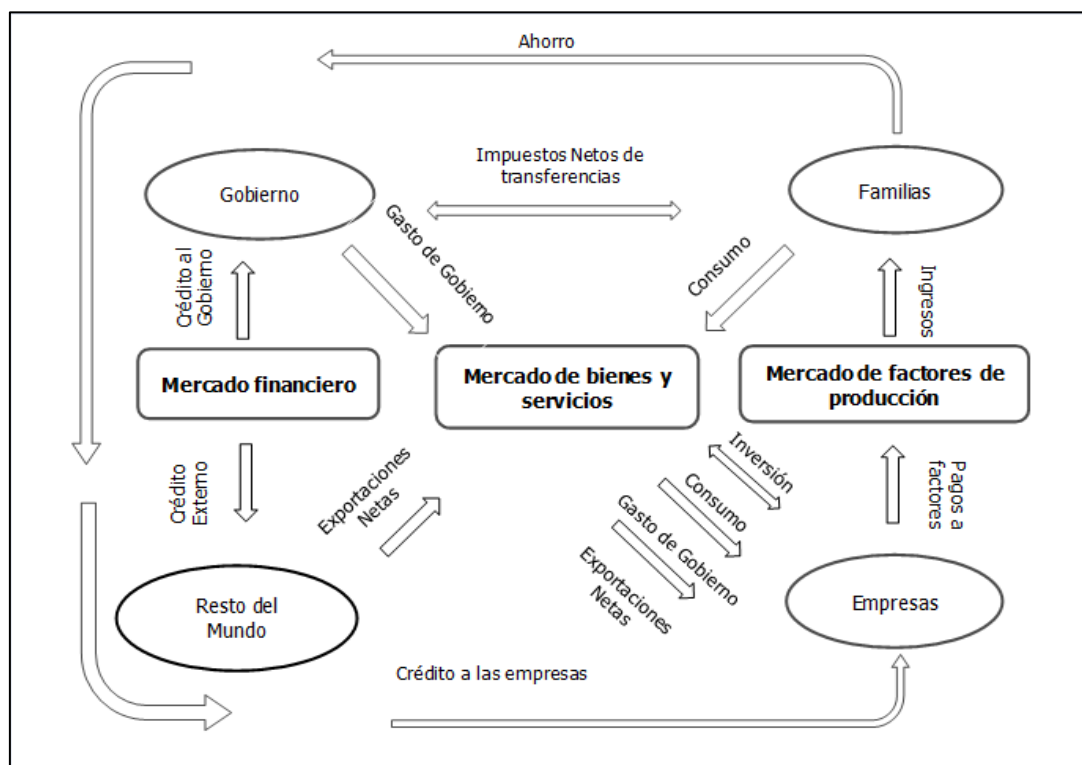 Ahorro
Impuestos Netos de
transferencias
Gobierno
Familias
Gasto de Gobierno
Consumo
Crédito al
Gobierno
Ingresos
Mercado financiero
Mercado de bienes y
servicios
Mercado de factores de
producción
Crédito
Externo
Exportaciones
Netas
Inversión
Consumo
Gasto de Gobierno
Exportaciones
Netas
Pagos a
factores
Resto del
Mundo
Empresas
Crédito a las empresas